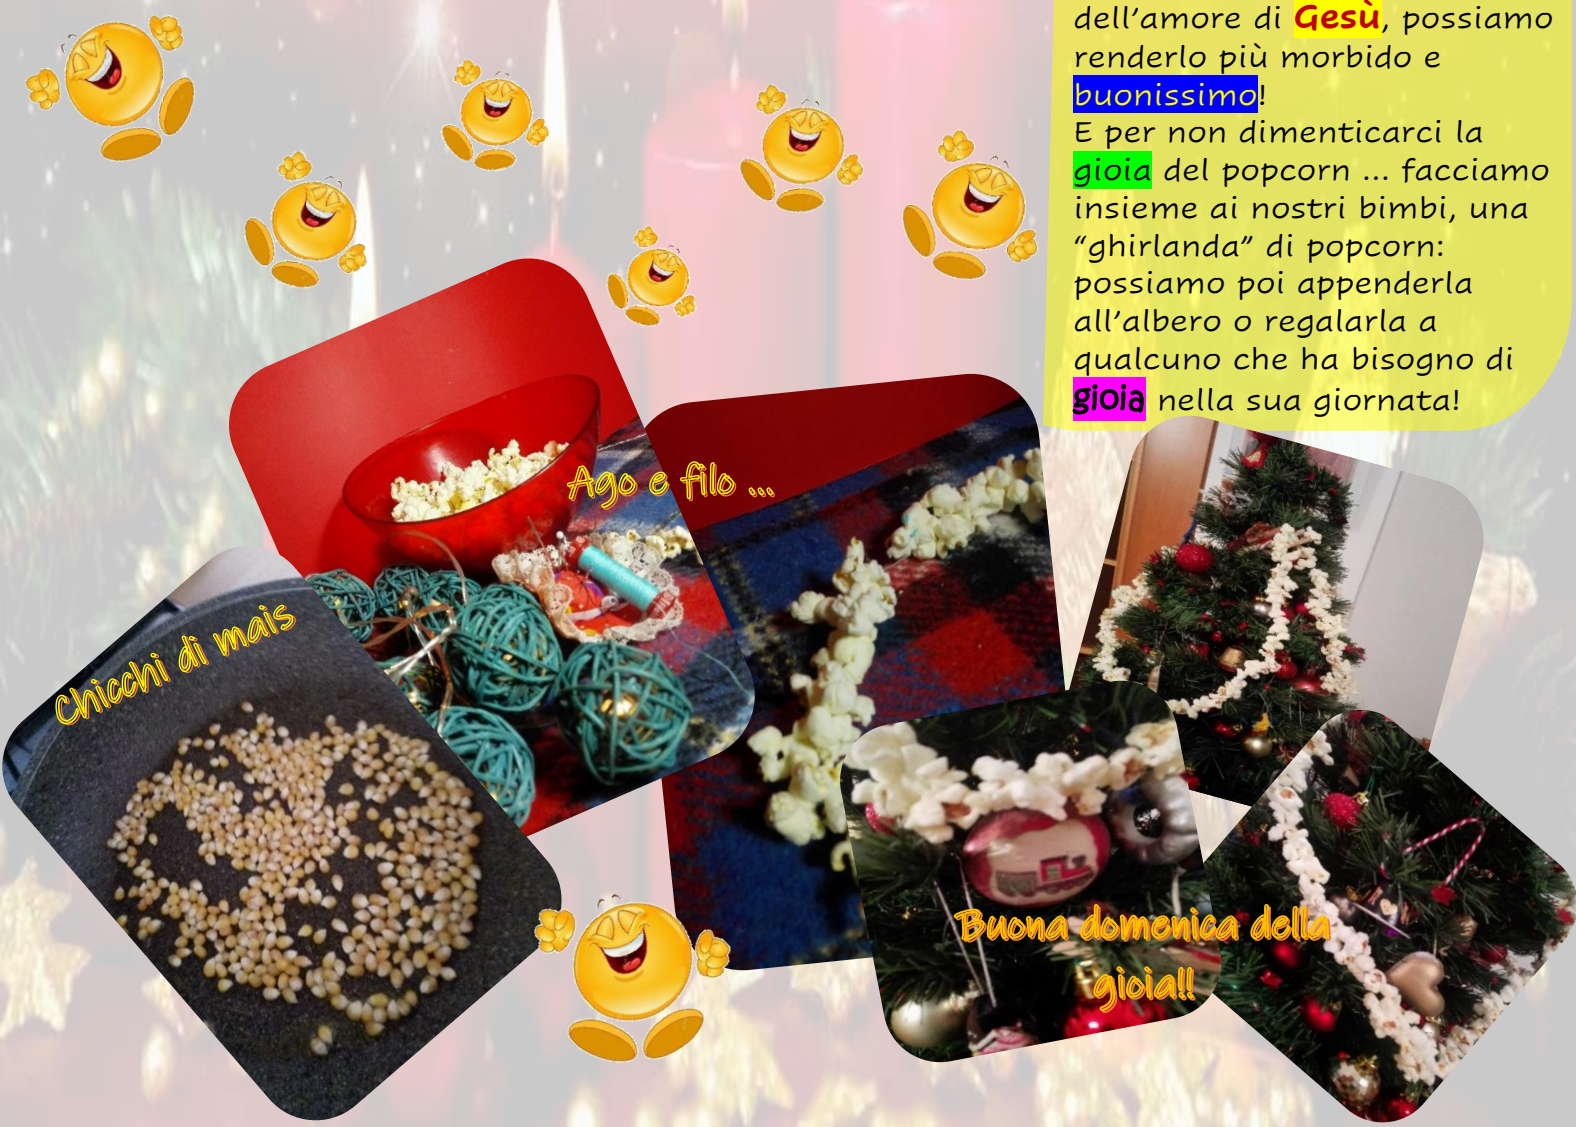 dell’amore di Gesù, possiamo
renderlo più morbido e
buonissimo!
E per non dimenticarci la
gioia del popcorn ... facciamo
insieme ai nostri bimbi, una
“ghirlanda” di popcorn:
possiamo poi appenderla
all’albero o regalarla a
qualcuno che ha bisogno di
gioia nella sua giornata!
Ago e filo ...
Chicchi di mais
Buona domenica della
gioia!!